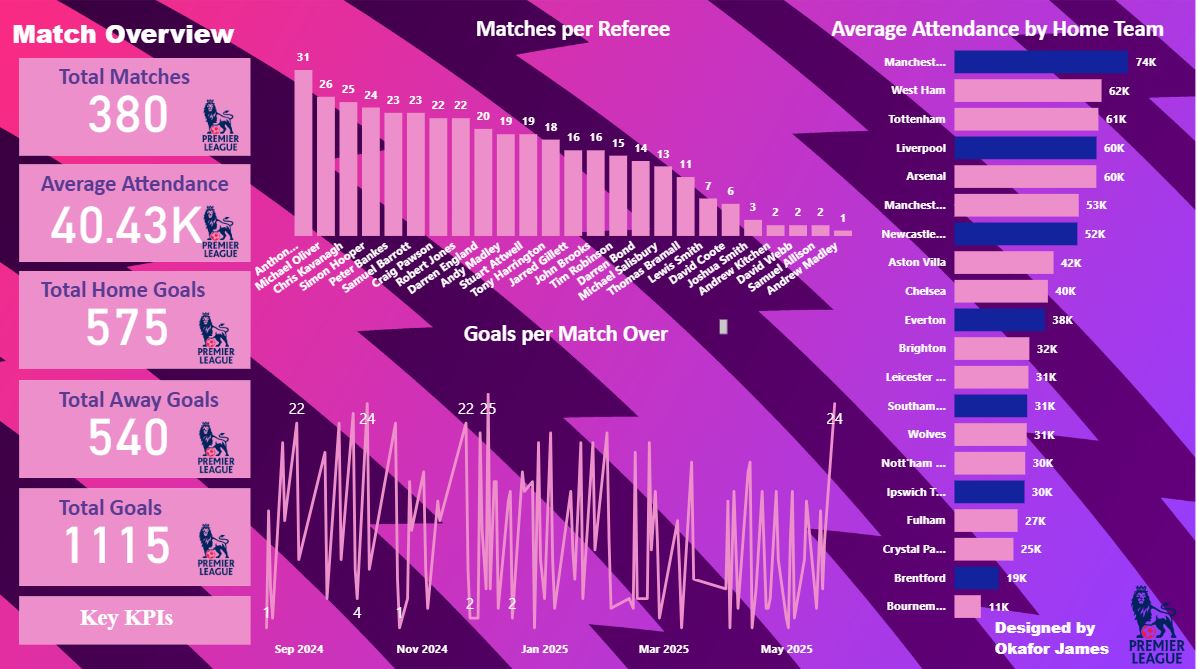 Match Overview
Total Matches
380
PREMIER
LEAGUE
Average Attendance
40.43K
PREMIER
LEAGUE
Total Home Goals
575
PREMIER
LEAGUE
Total Away Goals
540
PREMIER
LEAGUE
Total Goals
1115
PREMIER
LEAGUE
Key KPIs
Matches per Referee
31
26
25
24
23
23
22
22
20
19
19
18
16
16
15
14
13
11
7
6
3
2
2
2
1
Anthon...
Michael Oliver
Chris Kavanagh
Simon Hooper
Peter Bankes
Samuel Barrott
Craig Pawson
Robert Jones
Darren England
Andy Madley
Stuart Attwell
Tony Harrington
Jarred Gillett
John Brooks
Tim Robinson
Darren Bond
Michael Salisbury
Thomas Bramall
Lewis Smith
David Coote
Joshua Smith
Andrew Kitchen
David Webb
Samuel Allison
Andrew Madley
Goals per Match Over
22
24
22
25
24
1
4
1
2
2
Sep 2024
Nov 2024
Jan 2025
Mar 2025
May 2025
Average Attendance by Home Team
Manchest... 74K
West Ham 62K
Tottenham 61K
Liverpool 60K
Arsenal 60K
Manchest... 53K
Newcastle... 52K
Aston Villa 42K
Chelsea 40K
Everton 38K
Brighton 32K
Leicester ... 31K
Southam... 31K
Wolves 31K
Nott'ham ... 30K
Ipswich T... 30K
Fulham 27K
Crystal Pa... 25K
Brentford 19K
Bournem... 11K
Designed by
Okafor James
PREMIER
LEAGUE